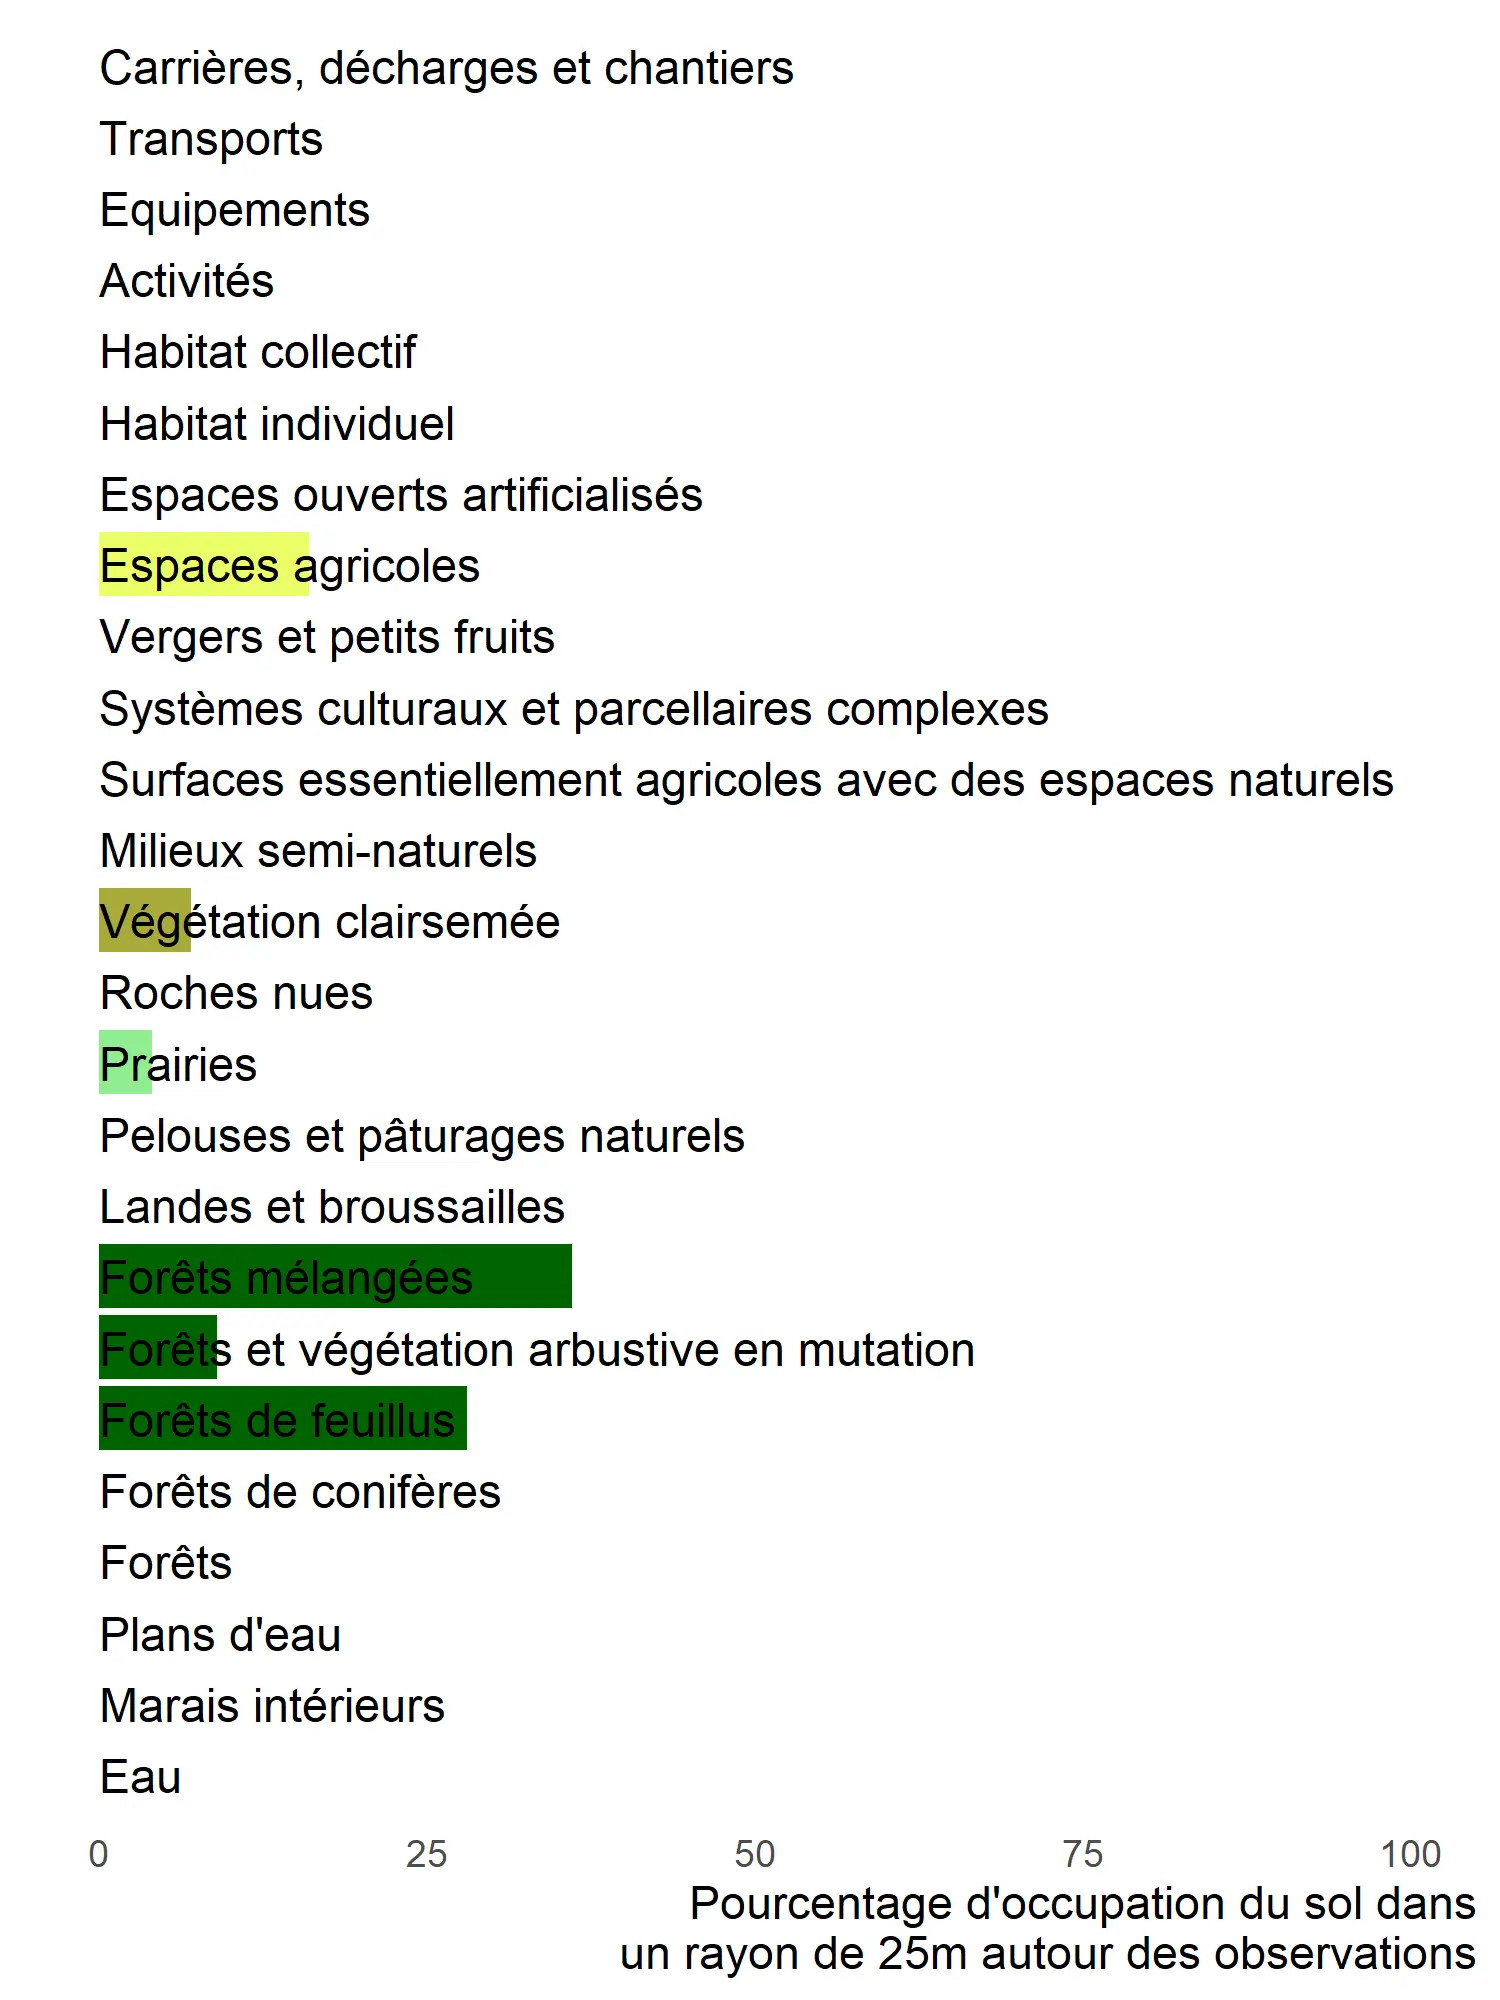 Carrières, décharges et chantiers
Transports
Equipements
Activités
Habitat collectif
Habitat individuel
Espaces ouverts artificialisés
Espaces agricoles
Vergers et petits fruits
Systèmes culturaux et parcellaires complexes
Surfaces essentiellement agricoles avec des espaces naturels
Milieux semi-naturels
Végétation clairsemée
Roches nues
Prairies
Pelouses et pâturages naturels
Landes et broussailles
Forêts mélangées
Forêts et végétation arbustive en mutation
Forêts de feuillus
Forêts de conifères
Forêts
Plans d'eau
Marais intérieurs
Eau
0 25 50 75 100
Pourcentage d'occupation du sol dans
un rayon de 25m autour des observations